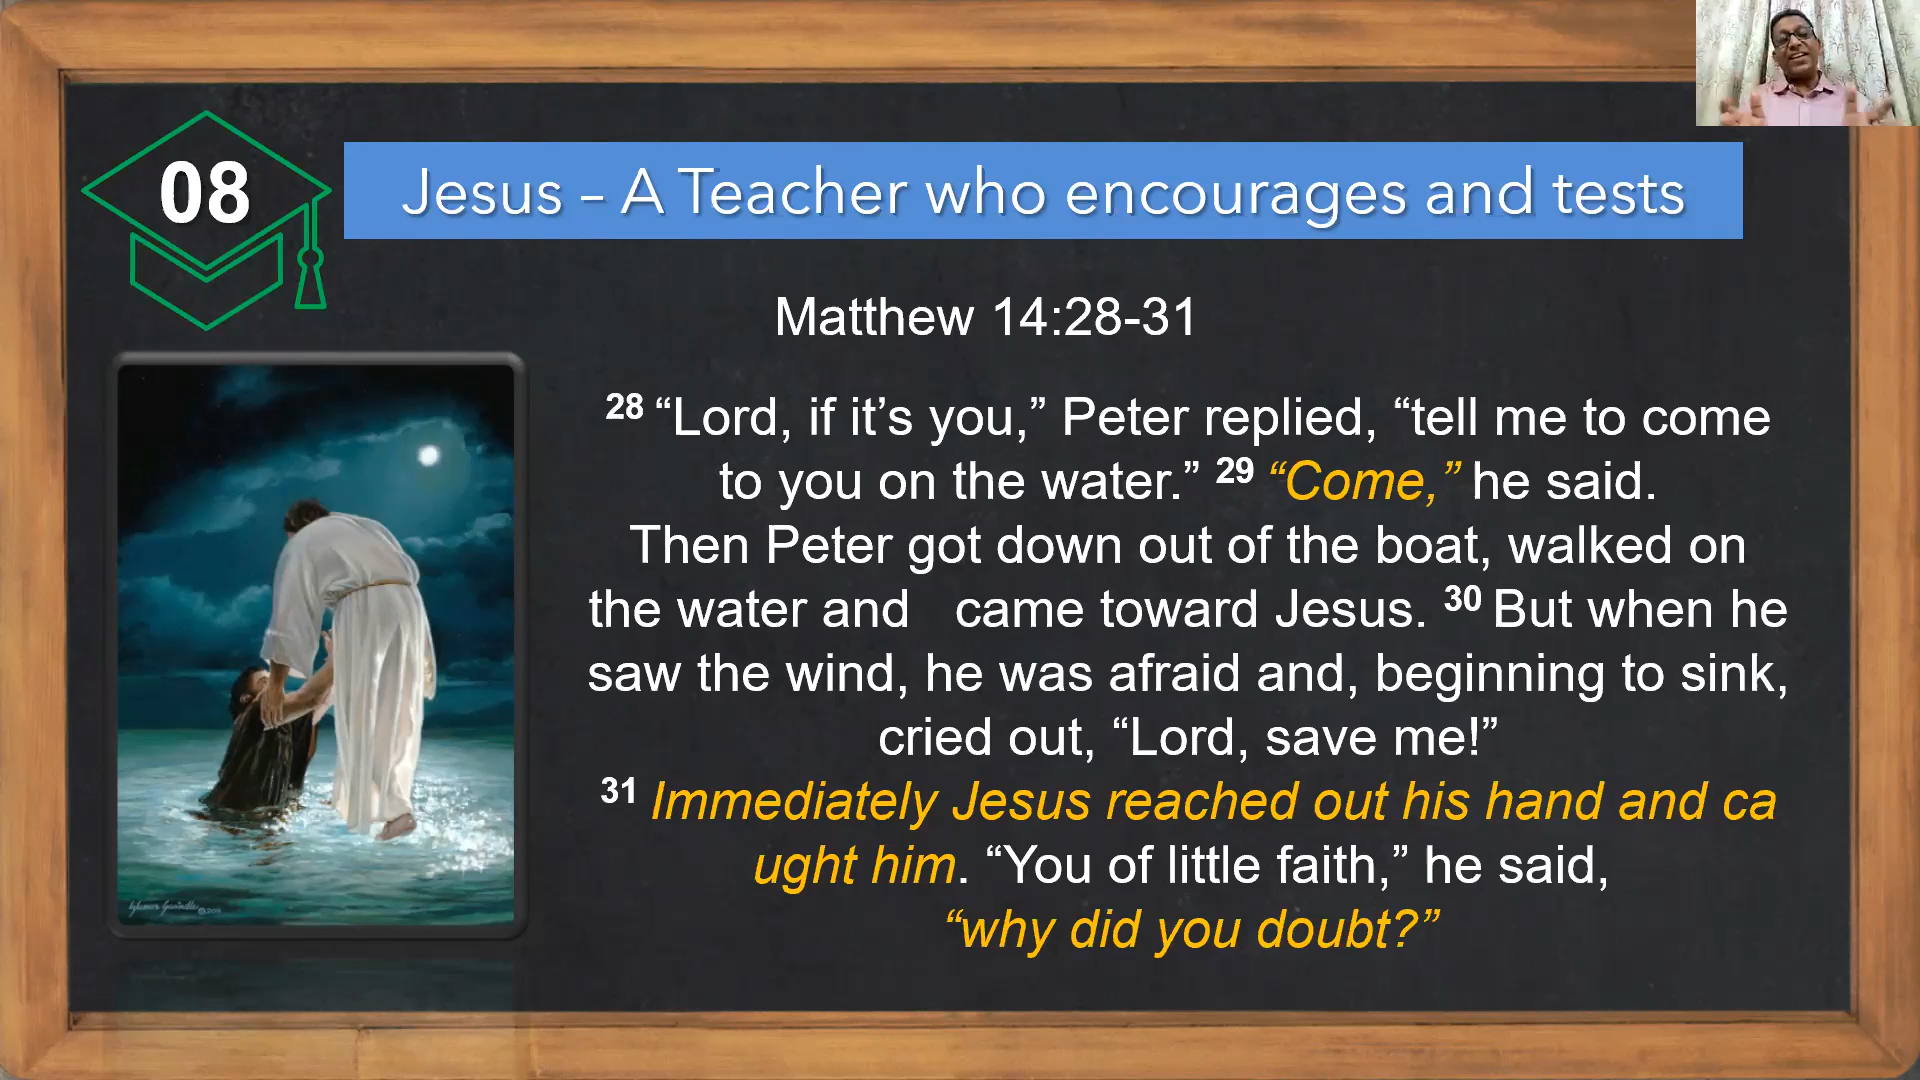 08
Jesus – A Teacher who encourages and tests
Matthew 14:28-31
28 “Lord, if it’s you,” Peter replied, “tell me to come
to you on the water.” 29 “Come,” he said.
Then Peter got down out of the boat, walked on
the water and came toward Jesus. 30 But when he
saw the wind, he was afraid and, beginning to sink,
cried out, “Lord, save me!”
31 Immediately Jesus reached out his hand and ca
ught him. “You of little faith,” he said,
“why did you doubt?”